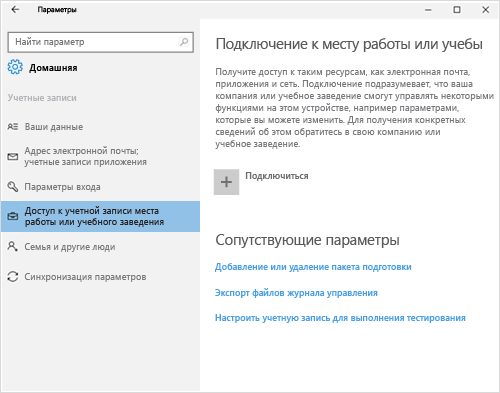 Параметры
Найти параметр
Домашняя
Учетные записи
Ваши данные
Адрес электронной почты;
учетные записи приложения
Параметры входа
Доступ к учетной записи места
работы или учебного заведения
Семья и другие люди
Синхронизация параметров
Подключение к месту работы или учебы
Получите доступ к таким ресурсам, как электронная почта,
приложения и сеть. Подключение подразумевает, что ваша
компания или учебное заведение смогут управлять некоторыми
функциями на этом устройстве, например параметрами,
которые вы можете изменить. Для получения конкретных
сведений об этом обратитесь в свою компанию или
учебное заведение.
Подключиться
Сопутствующие параметры
Добавление или удаление пакета подготовки
Экспорт файлов журнала управления
Настроить учетную запись для выполнения тестирования